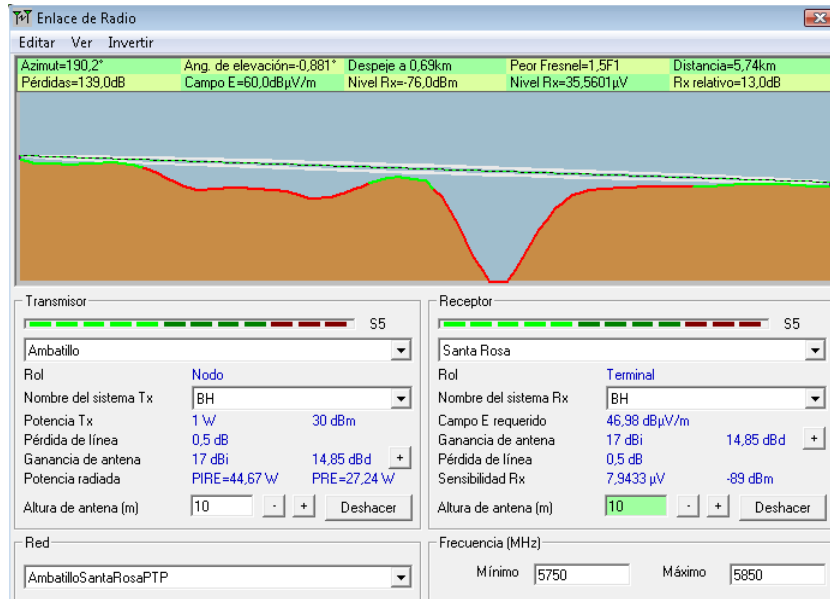 Enlace de Radio
Editar Ver Invertir
Azimut=190,2° Ang. de elevación=-0,881° Despeje a 0,69km Peor Fresnel=1,5F1 Distancia=5,74km
Pérdidas=139,0dB Campo E=60,0dBµV/m Nivel Rx=-76,0dBm Nivel Rx=35,5601µV Rx relativo=13,0dB
Transmisor
S5
Ambatillo
Rol Nodo
Nombre del sistema Tx BH
Potencia Tx 1 W 30 dBm
Pérdida de línea 0,5 dB
Ganancia de antena 17 dBi 14,85 dBd +
Potencia radiada PIRE=44,67 W PRE=27,24 W
Altura de antena (m) 10 - + Deshacer
Red
AmbatilloSantaRosaPTP
Receptor
S5
Santa Rosa
Rol Terminal
Nombre del sistema Rx BH
Campo E requerido 46,98 dBµV/m
Ganancia de antena 17 dBi 14,85 dBd +
Pérdida de línea 0,5 dB
Sensibilidad Rx 7,9433 µV -89 dBm
Altura de antena (m) 10 - + Deshacer
Frecuencia (MHz)
Mínimo 5750 Máximo 5850